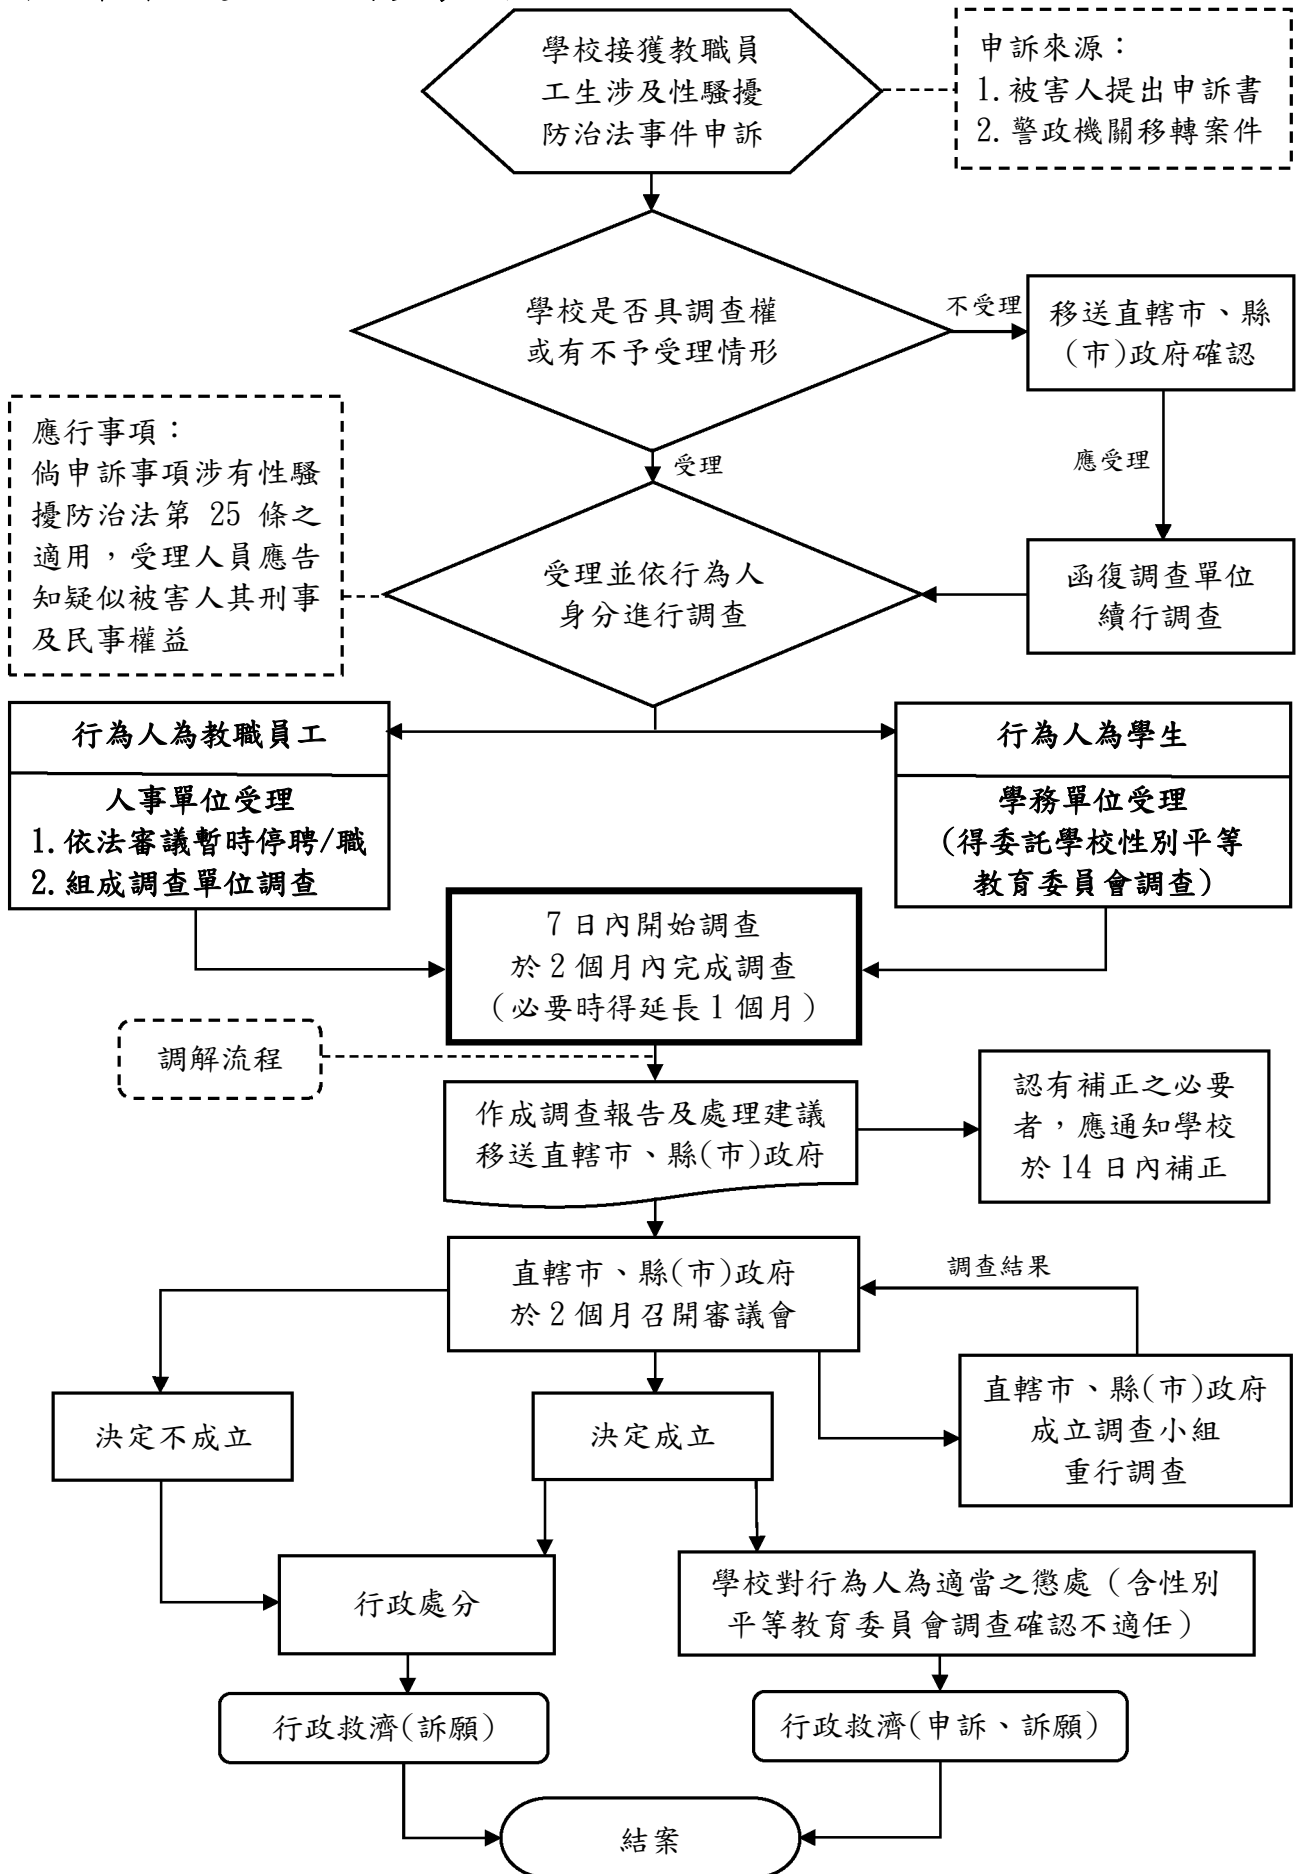 學校接獲教職員
工生涉及性騷擾
防治法事件申訴
申訴來源：
1.被害人提出申訴書
2.警政機關移轉案件
學校是否具調查權
或有不予受理情形
不受理
移送直轄市、縣
(市)政府確認
受理
應受理
應行事項：
倘申訴事項涉有性騷
擾防治法第 25 條之
適用，受理人員應告
知疑似被害人其刑事
及民事權益
受理並依行為人
身分進行調查
函復調查單位
續行調查
行為人為教職員工
人事單位受理
1.依法審議暫時停聘/職
2.組成調查單位調查
行為人為學生
學務單位受理
(得委託學校性別平等
教育委員會調查)
7 日內開始調查
於 2 個月內完成調查
（必要時得延長 1 個月）
調解流程
作成調查報告及處理建議
移送直轄市、縣(市)政府
認有補正之必要
者，應通知學校
於 14 日內補正
直轄市、縣(市)政府
於 2 個月召開審議會
調查結果
直轄市、縣(市)政府
成立調查小組
重行調查
決定不成立
決定成立
行政處分
學校對行為人為適當之懲處（含性別
平等教育委員會調查確認不適任）
行政救濟(訴願)
行政救濟(申訴、訴願)
結案